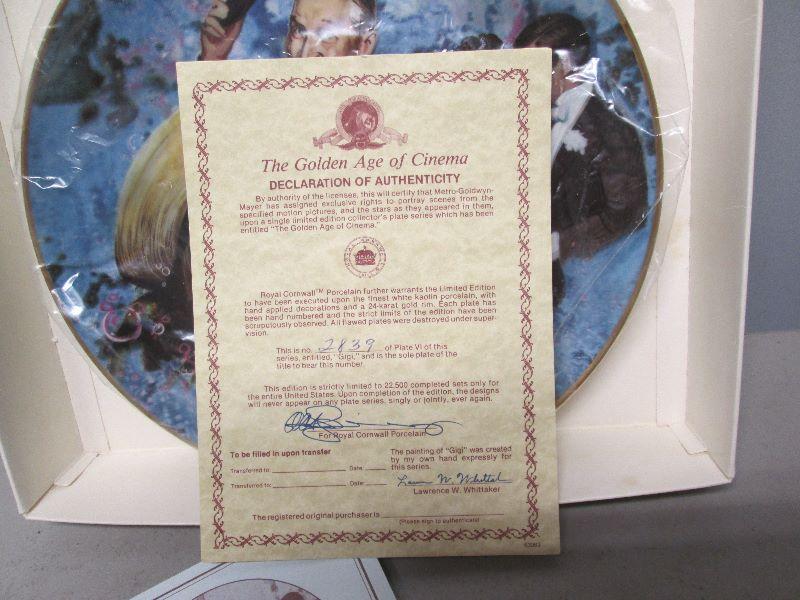 The Golden Age of Cinema
DECLARATION OF AUTHENTICITY
By authority of the licenses, this will certify that Metro-Goldwyn-
Mayer has assigned exclusive rights to portray scenes from the
specified motion pictures, and the stars as they appeared in them,
upon a single limited edition collector's plate series which has been
entitled "The Golden Age of Cinema."
Royal Cornwall™ Porcelain further warrants the Limited Edition
to have been executed upon the finest white kaolin porcelain, with
hand applied decorations and a 24-karat gold rim. Each plate has
been hand numbered and the strict limits of the edition have been
scrupulously observed. All flawed plates were destroyed under super-
vision.
This is no. 2839 of Plate VI of this
series, entitled, "Gigi," and is the sole plate of the
title to bear this number.
This edition is strictly limited to 22,500 completed sets only for
the entire United States. Upon completion of the edition, the designs
will never appear on any plate series, singly or jointly, ever again.
For Royal Cornwall Porcelain
To be filled in upon transfer
Transferred to: Date:
Transferred to: Date:
The painting of "Gigi" was created
by my own hand expressly for
this series.
Lawrence W. Whittaker
The registered original purchaser is
(Please sign to authenticate)